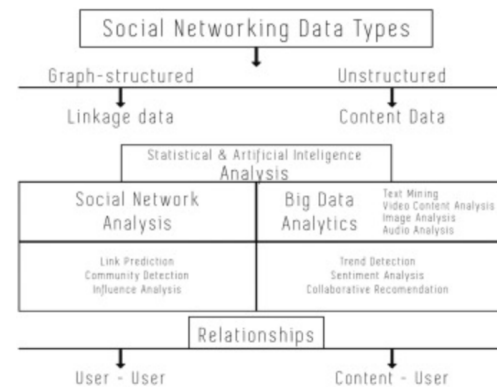 Social Networking Data Types
Graph-structured
Unstructured
Linkage data
Content Data
Statistical & Artificial Inteligence
Analysis
Social Network
Analysis
Big Data
Analytics
Text Mining
Video Content Analysis
Image Analysis
Audio Analysis
Link Prediction
Community Detection
Influence Analysis
Trend Detection
Sentiment Analysis
Collaborative Recomendation
Relationships
User - User
Content - User